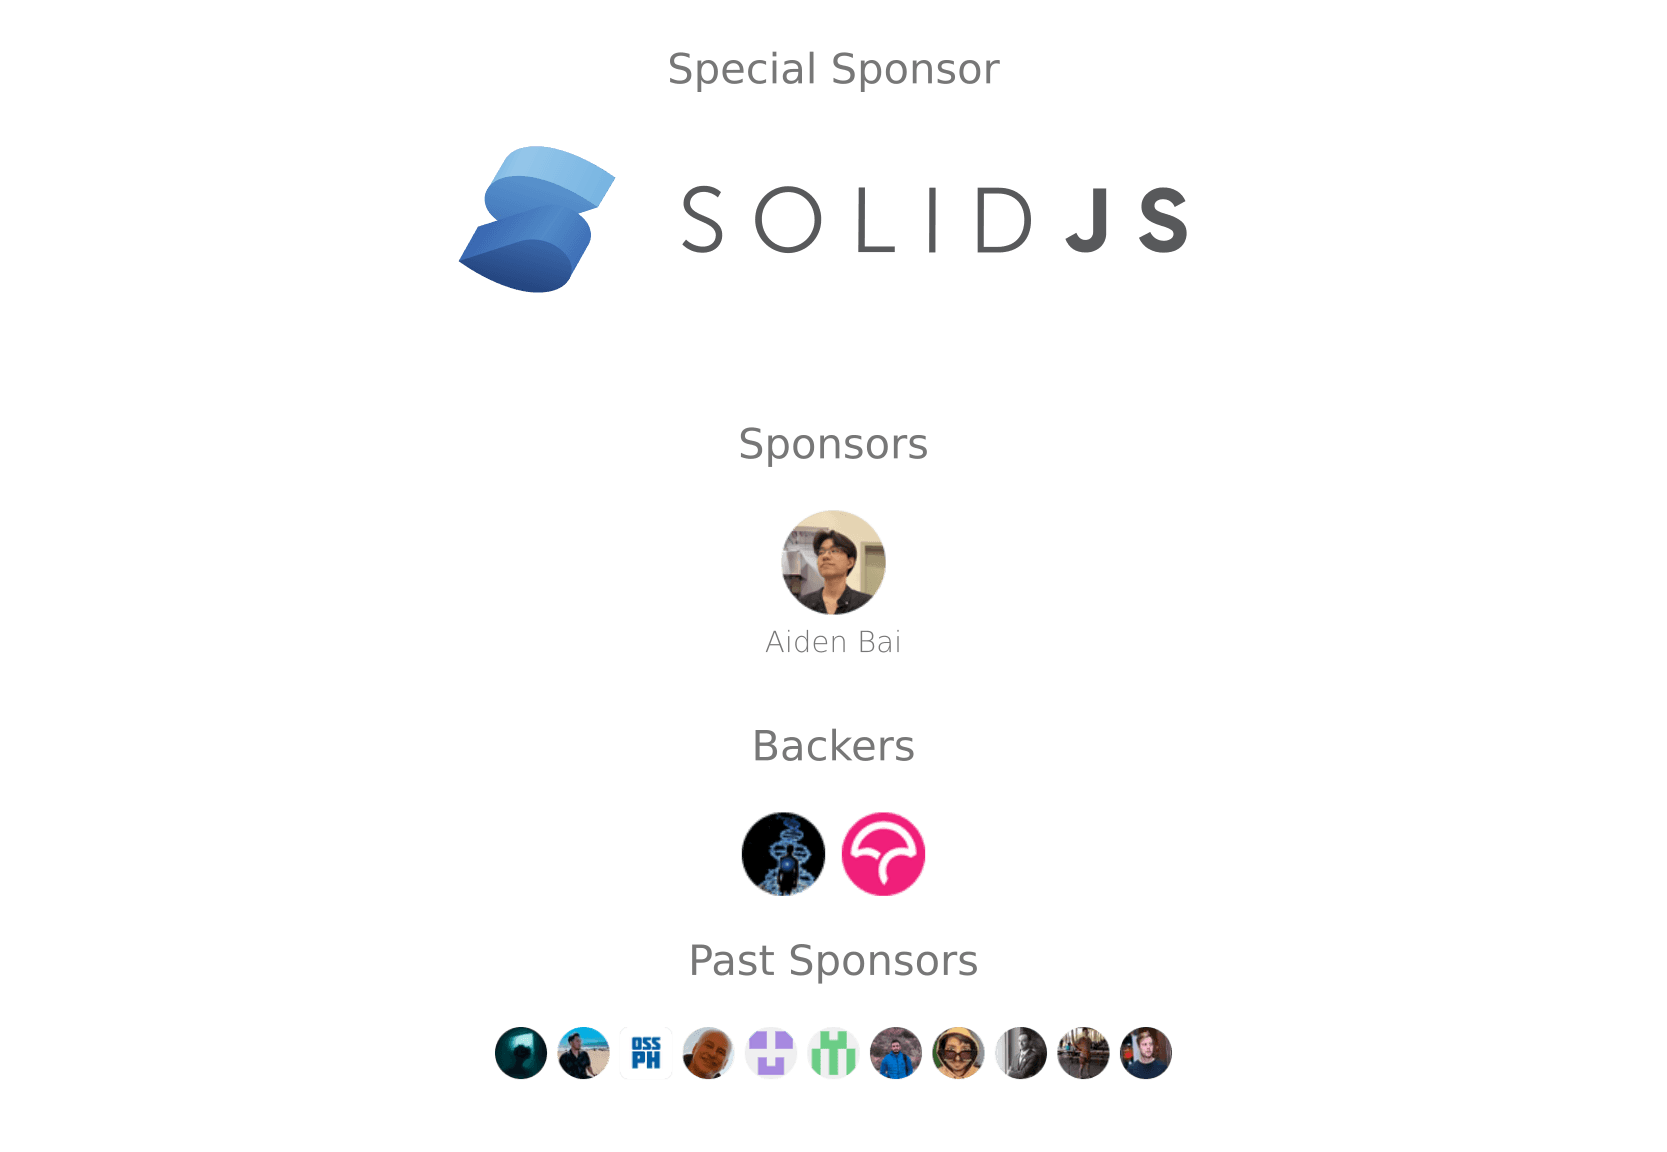 Special Sponsor
SOLIDJS
Sponsors
Aiden Bai
Backers
Past Sponsors
OSS
PH